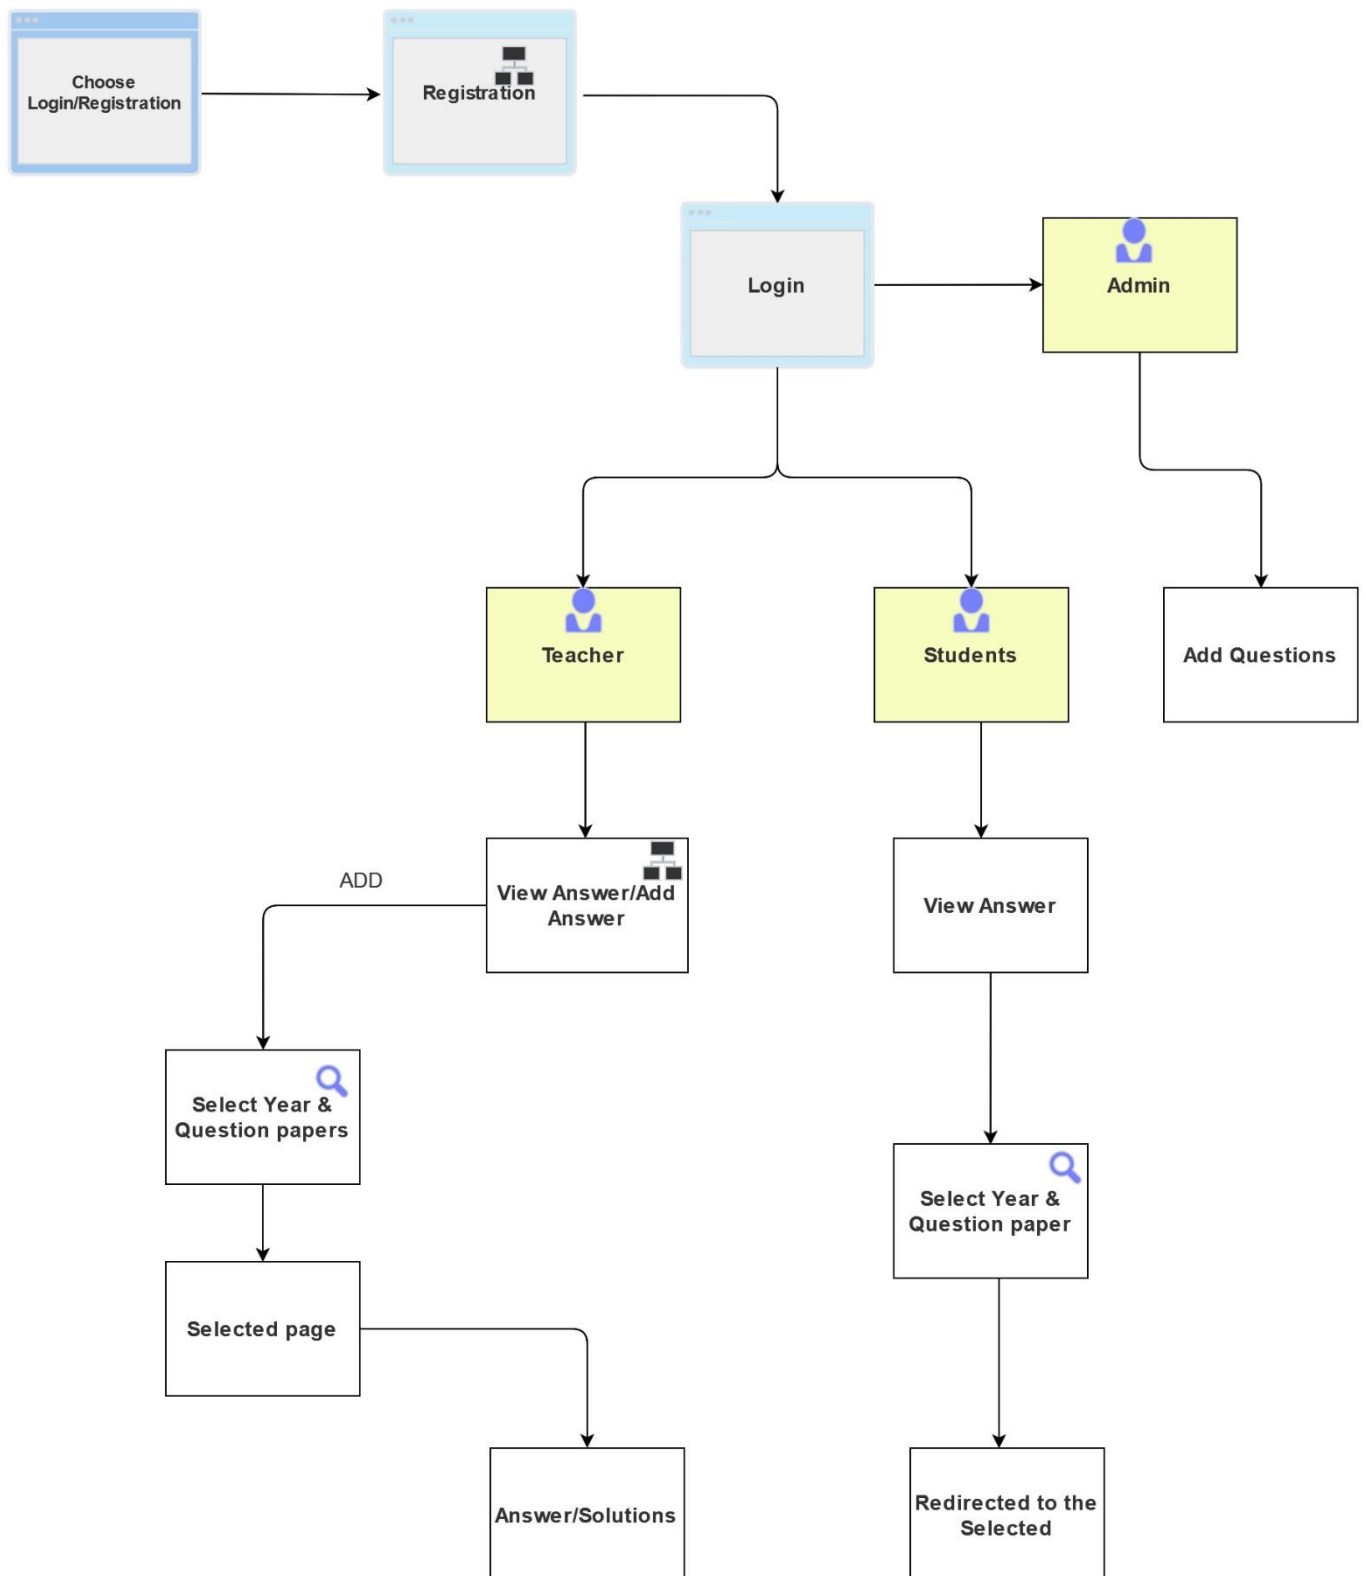 Choose
Login/Registration
Registration
Login
Admin
Teacher
Students
Add Questions
ADD
View Answer/Add
Answer
View Answer
Select Year &
Question papers
Select Year &
Question paper
Selected page
Answer/Solutions
Redirected to the
Selected